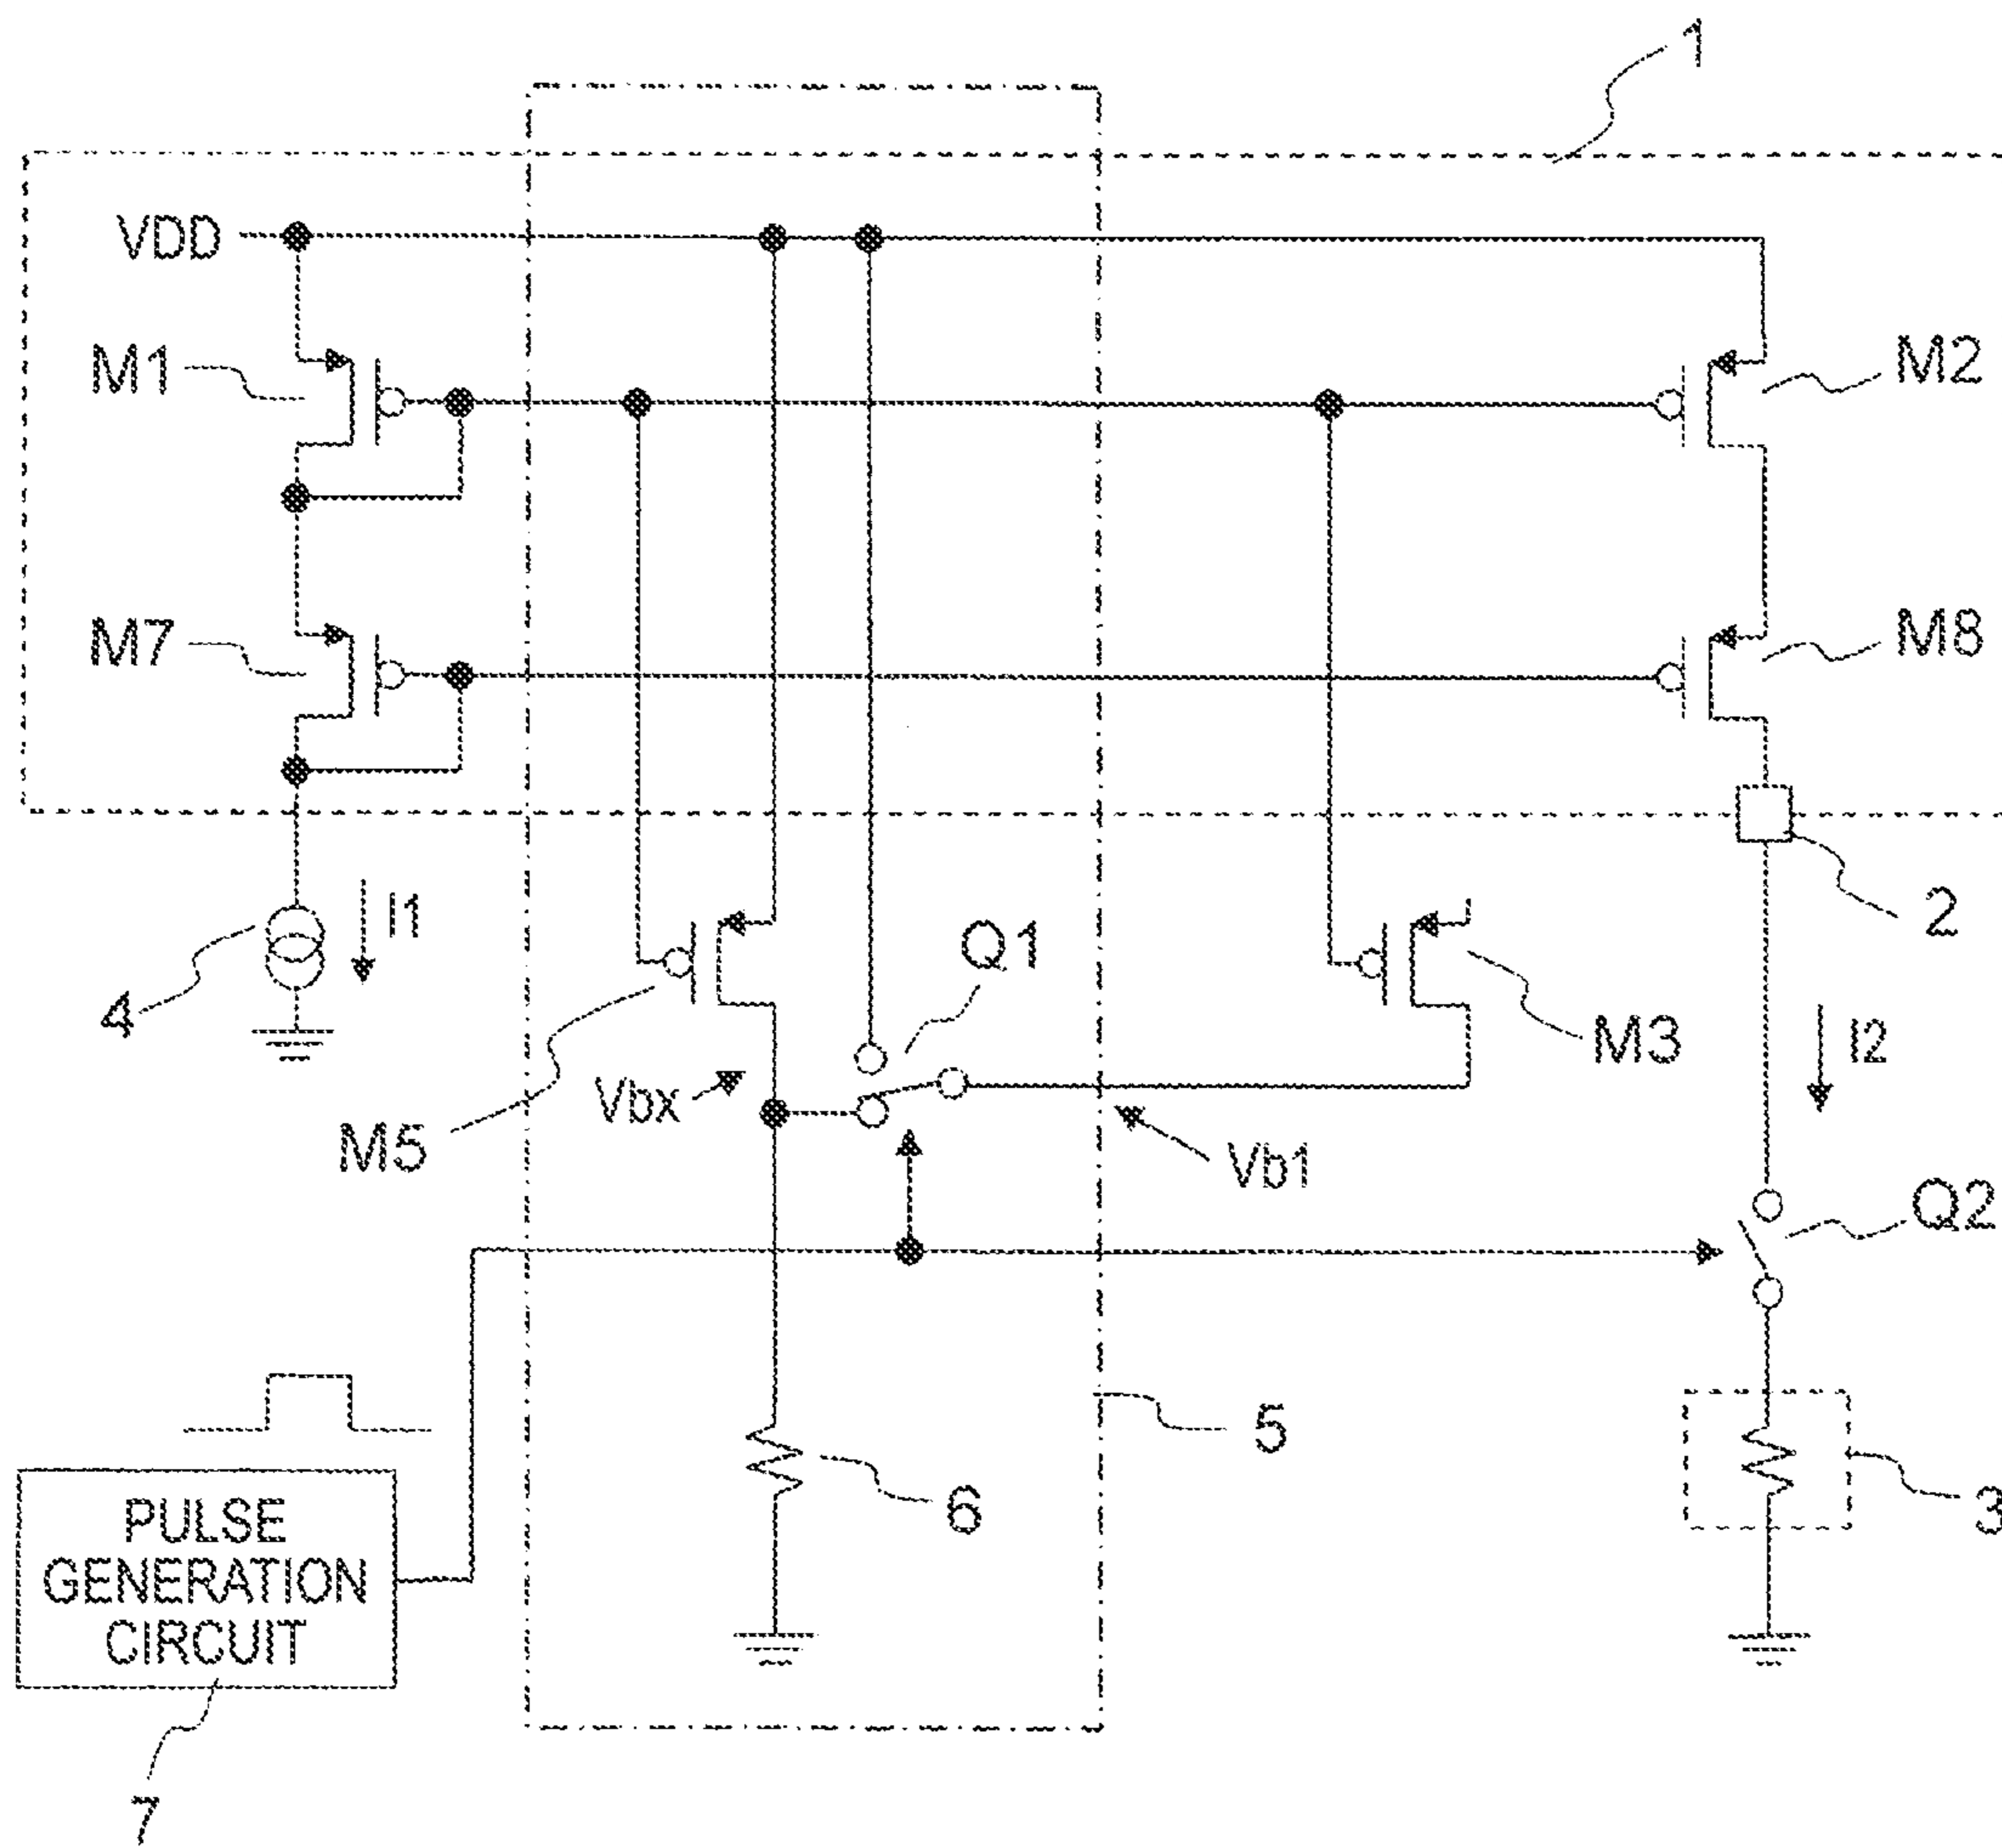 1
VDD
M1
M2
M7
M8
I1
2
4
Q1
M3
I2
Vbx
M5
Vb1
Q2
5
6
3
PULSE
GENERATION
CIRCUIT
7